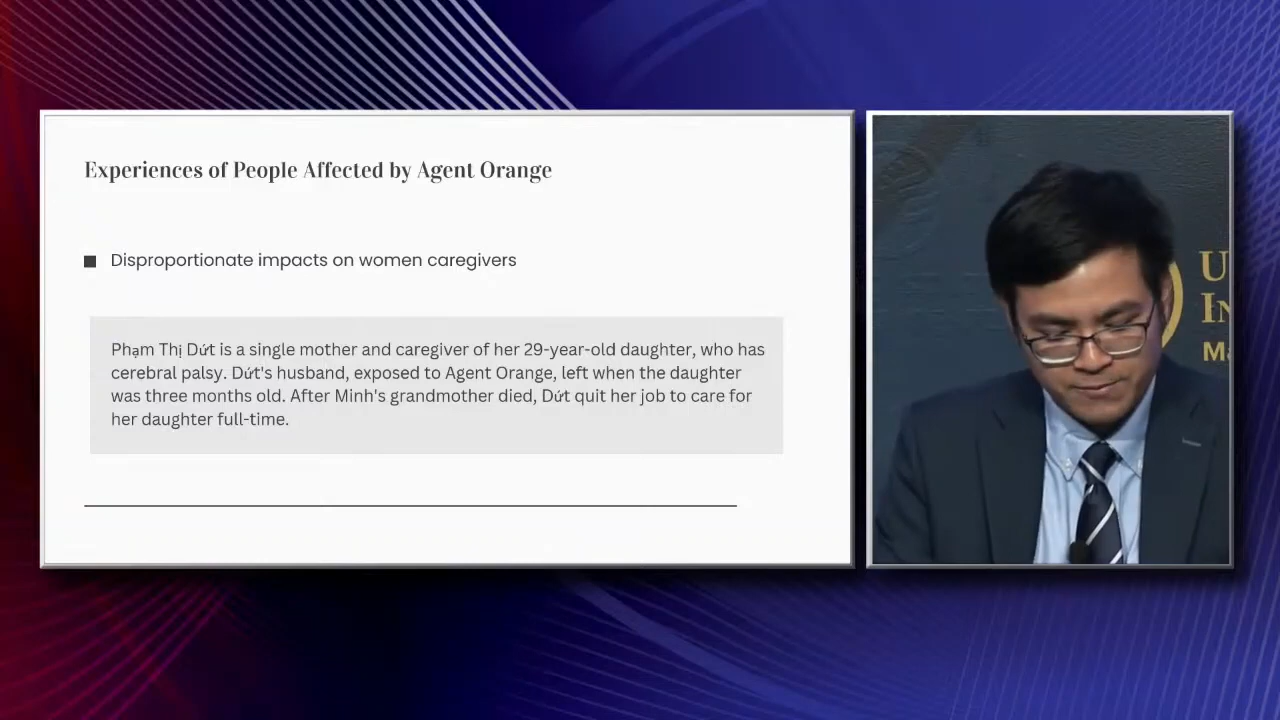 Experiences of People Affected by Agent Orange
Disproportionate impacts on women caregivers
Phạm Thị Dứt is a single mother and caregiver of her 29-year-old daughter, who has
cerebral palsy. Dứt's husband, exposed to Agent Orange, left when the daughter
was three months old. After Minh's grandmother died, Dứt quit her job to care for
her daughter full-time.
U
IN
Ma